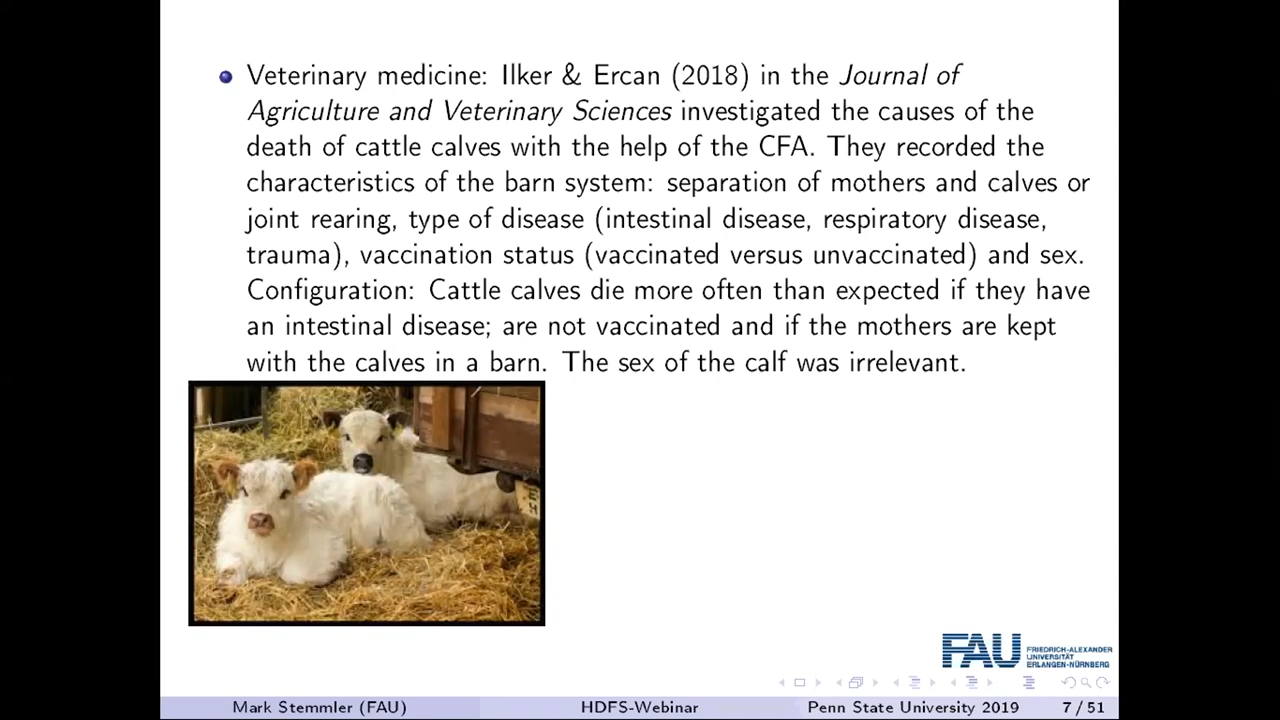 Veterinary medicine: Ilker & Ercan (2018) in the Journal of
Agriculture and Veterinary Sciences investigated the causes of the
death of cattle calves with the help of the CFA. They recorded the
characteristics of the barn system: separation of mothers and calves or
joint rearing, type of disease (intestinal disease, respiratory disease,
trauma), vaccination status (vaccinated versus unvaccinated) and sex.
Configuration: Cattle calves die more often than expected if they have
an intestinal disease; are not vaccinated and if the mothers are kept
with the calves in a barn. The sex of the calf was irrelevant.
FAU
FRIEDRICH-ALEXANDER
UNIVERSITÄT
ERLANGEN-NÜRNBERG
Mark Stemmler (FAU) HDFS-Webinar Penn State University 2019 7 / 51